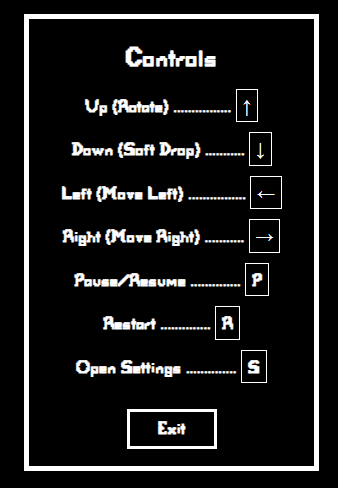 Controls
Up (Rotate) ................ ↑
Down (Soft Drop) ........... ↓
Left (Move Left) ................ ←
Right (Move Right) ........... →
Pause/Resume .............. P
Restart .............. R
Open Settings .............. S
Exit